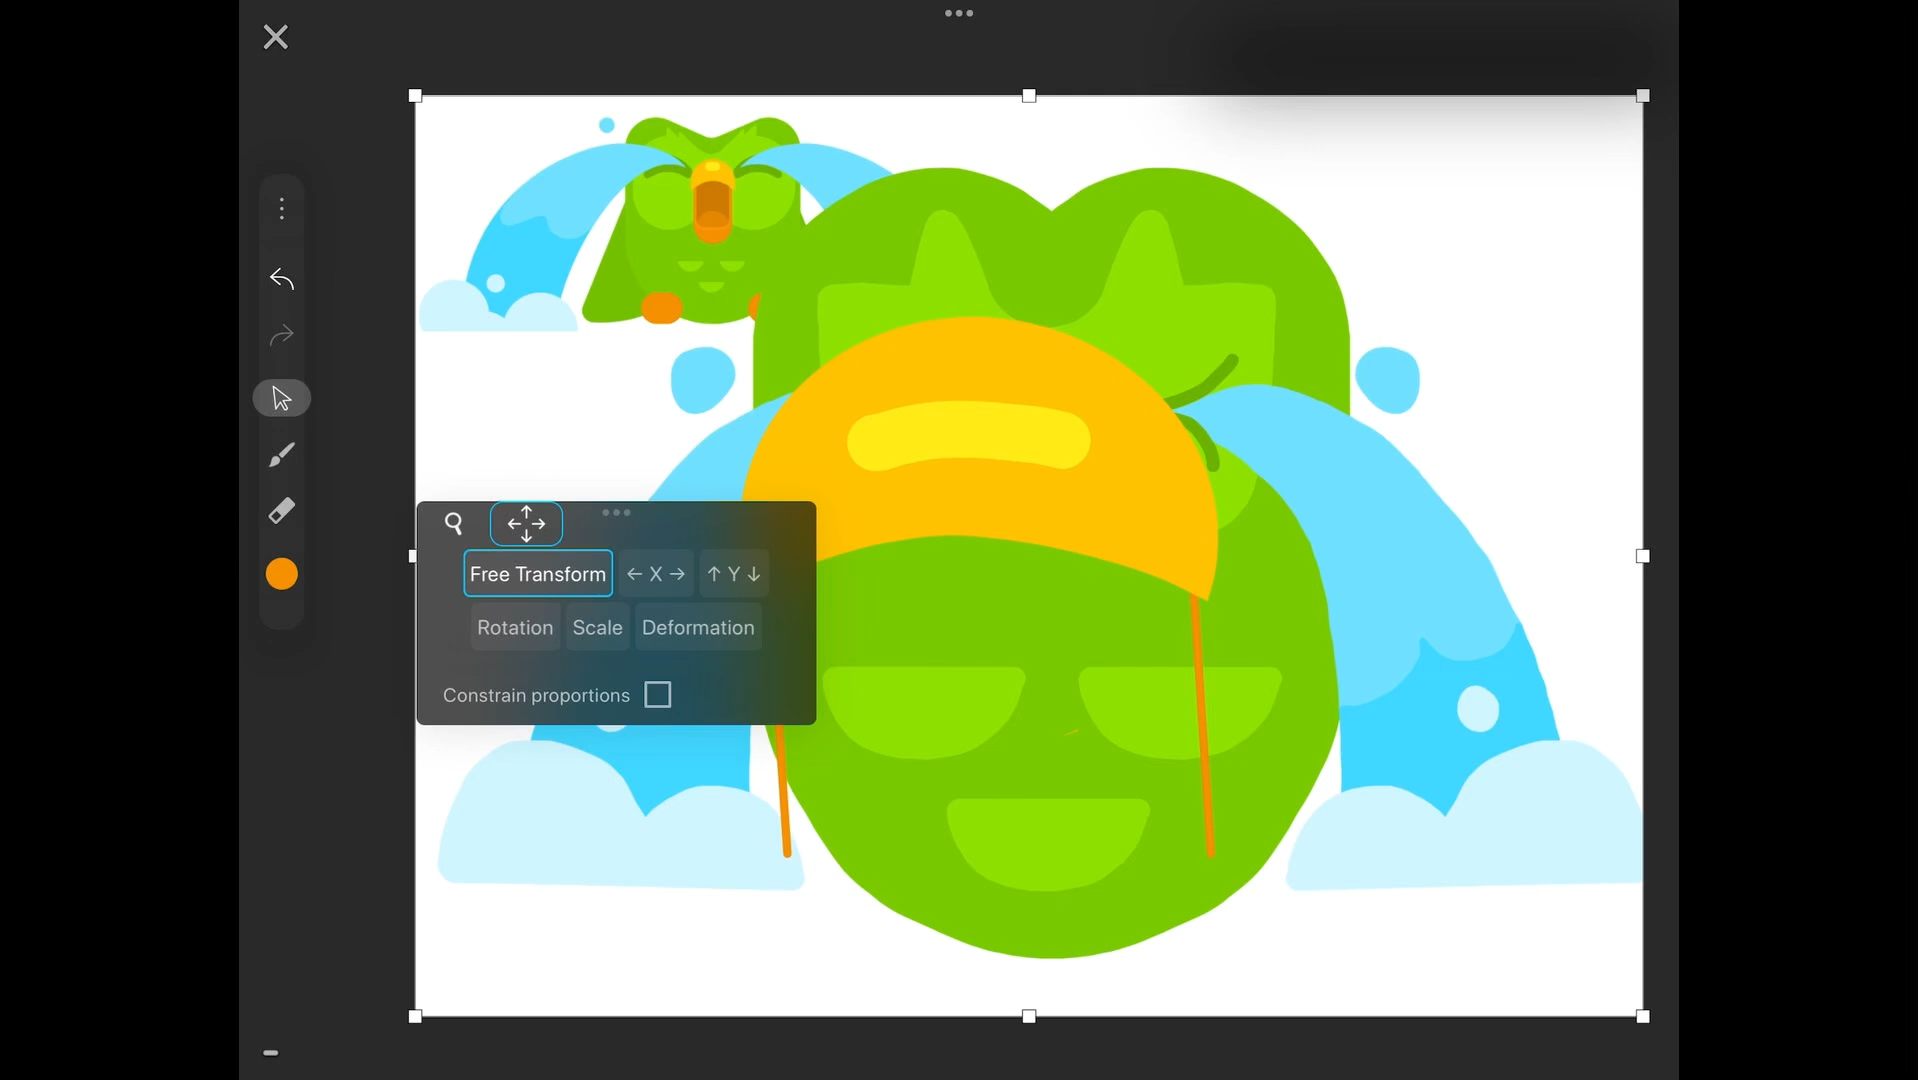 Free Transform ← X → ↑ Y ↓
Rotation Scale Deformation
Constrain proportions